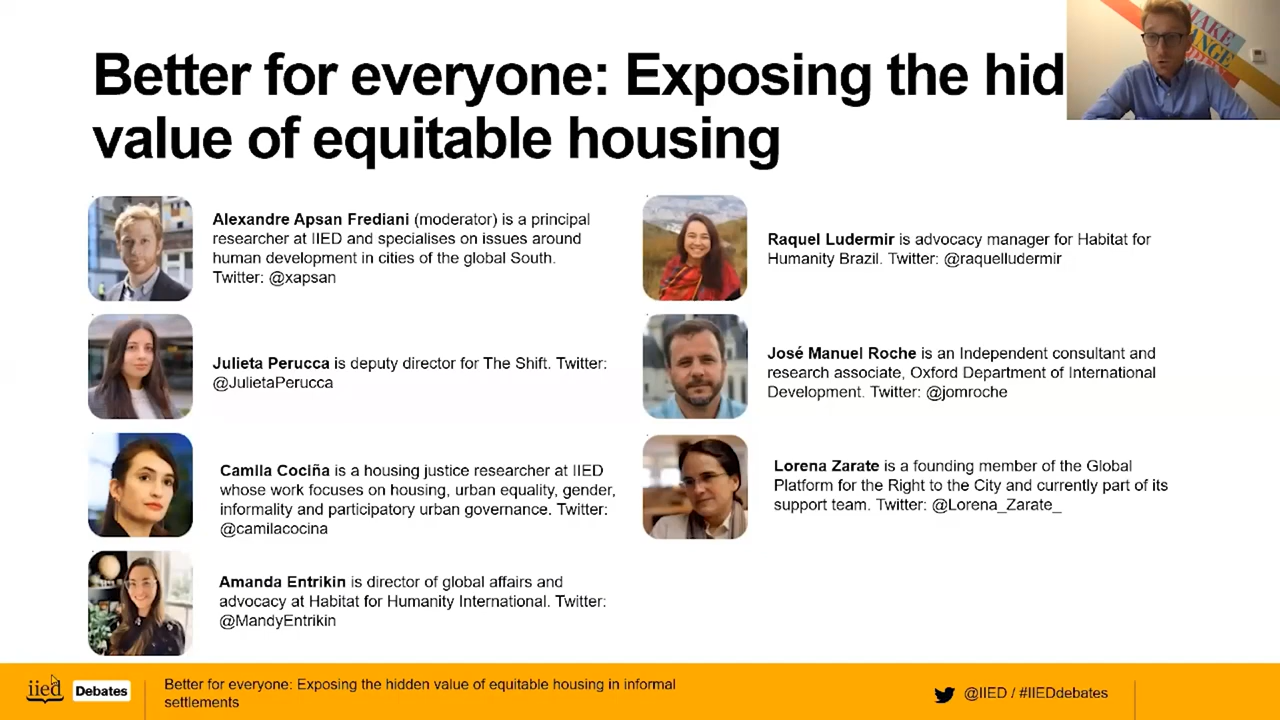 Better for everyone: Exposing the hid
value of equitable housing
MAKE
Alexandre Apsan Frediani (moderator) is a principal
researcher at IIED and specialises on issues around
human development in cities of the global South.
Twitter: @xapsan
Julieta Perucca is deputy director for The Shift. Twitter:
@JulietaPerucca
Camila Cociña is a housing justice researcher at IIED
whose work focuses on housing, urban equality, gender,
informality and participatory urban governance. Twitter:
@camilacocina
Amanda Entrikin is director of global affairs and
advocacy at Habitat for Humanity International. Twitter:
@MandyEntrikin
Raquel Ludermir is advocacy manager for Habitat for
Humanity Brazil. Twitter: @raquelludermir
José Manuel Roche is an Independent consultant and
research associate, Oxford Department of International
Development. Twitter: @jomroche
Lorena Zarate is a founding member of the Global
Platform for the Right to the City and currently part of its
support team. Twitter: @Lorena_Zarate_
iied Debates
Better for everyone: Exposing the hidden value of equitable housing in informal
settlements
@IIED / #IIEDdebates